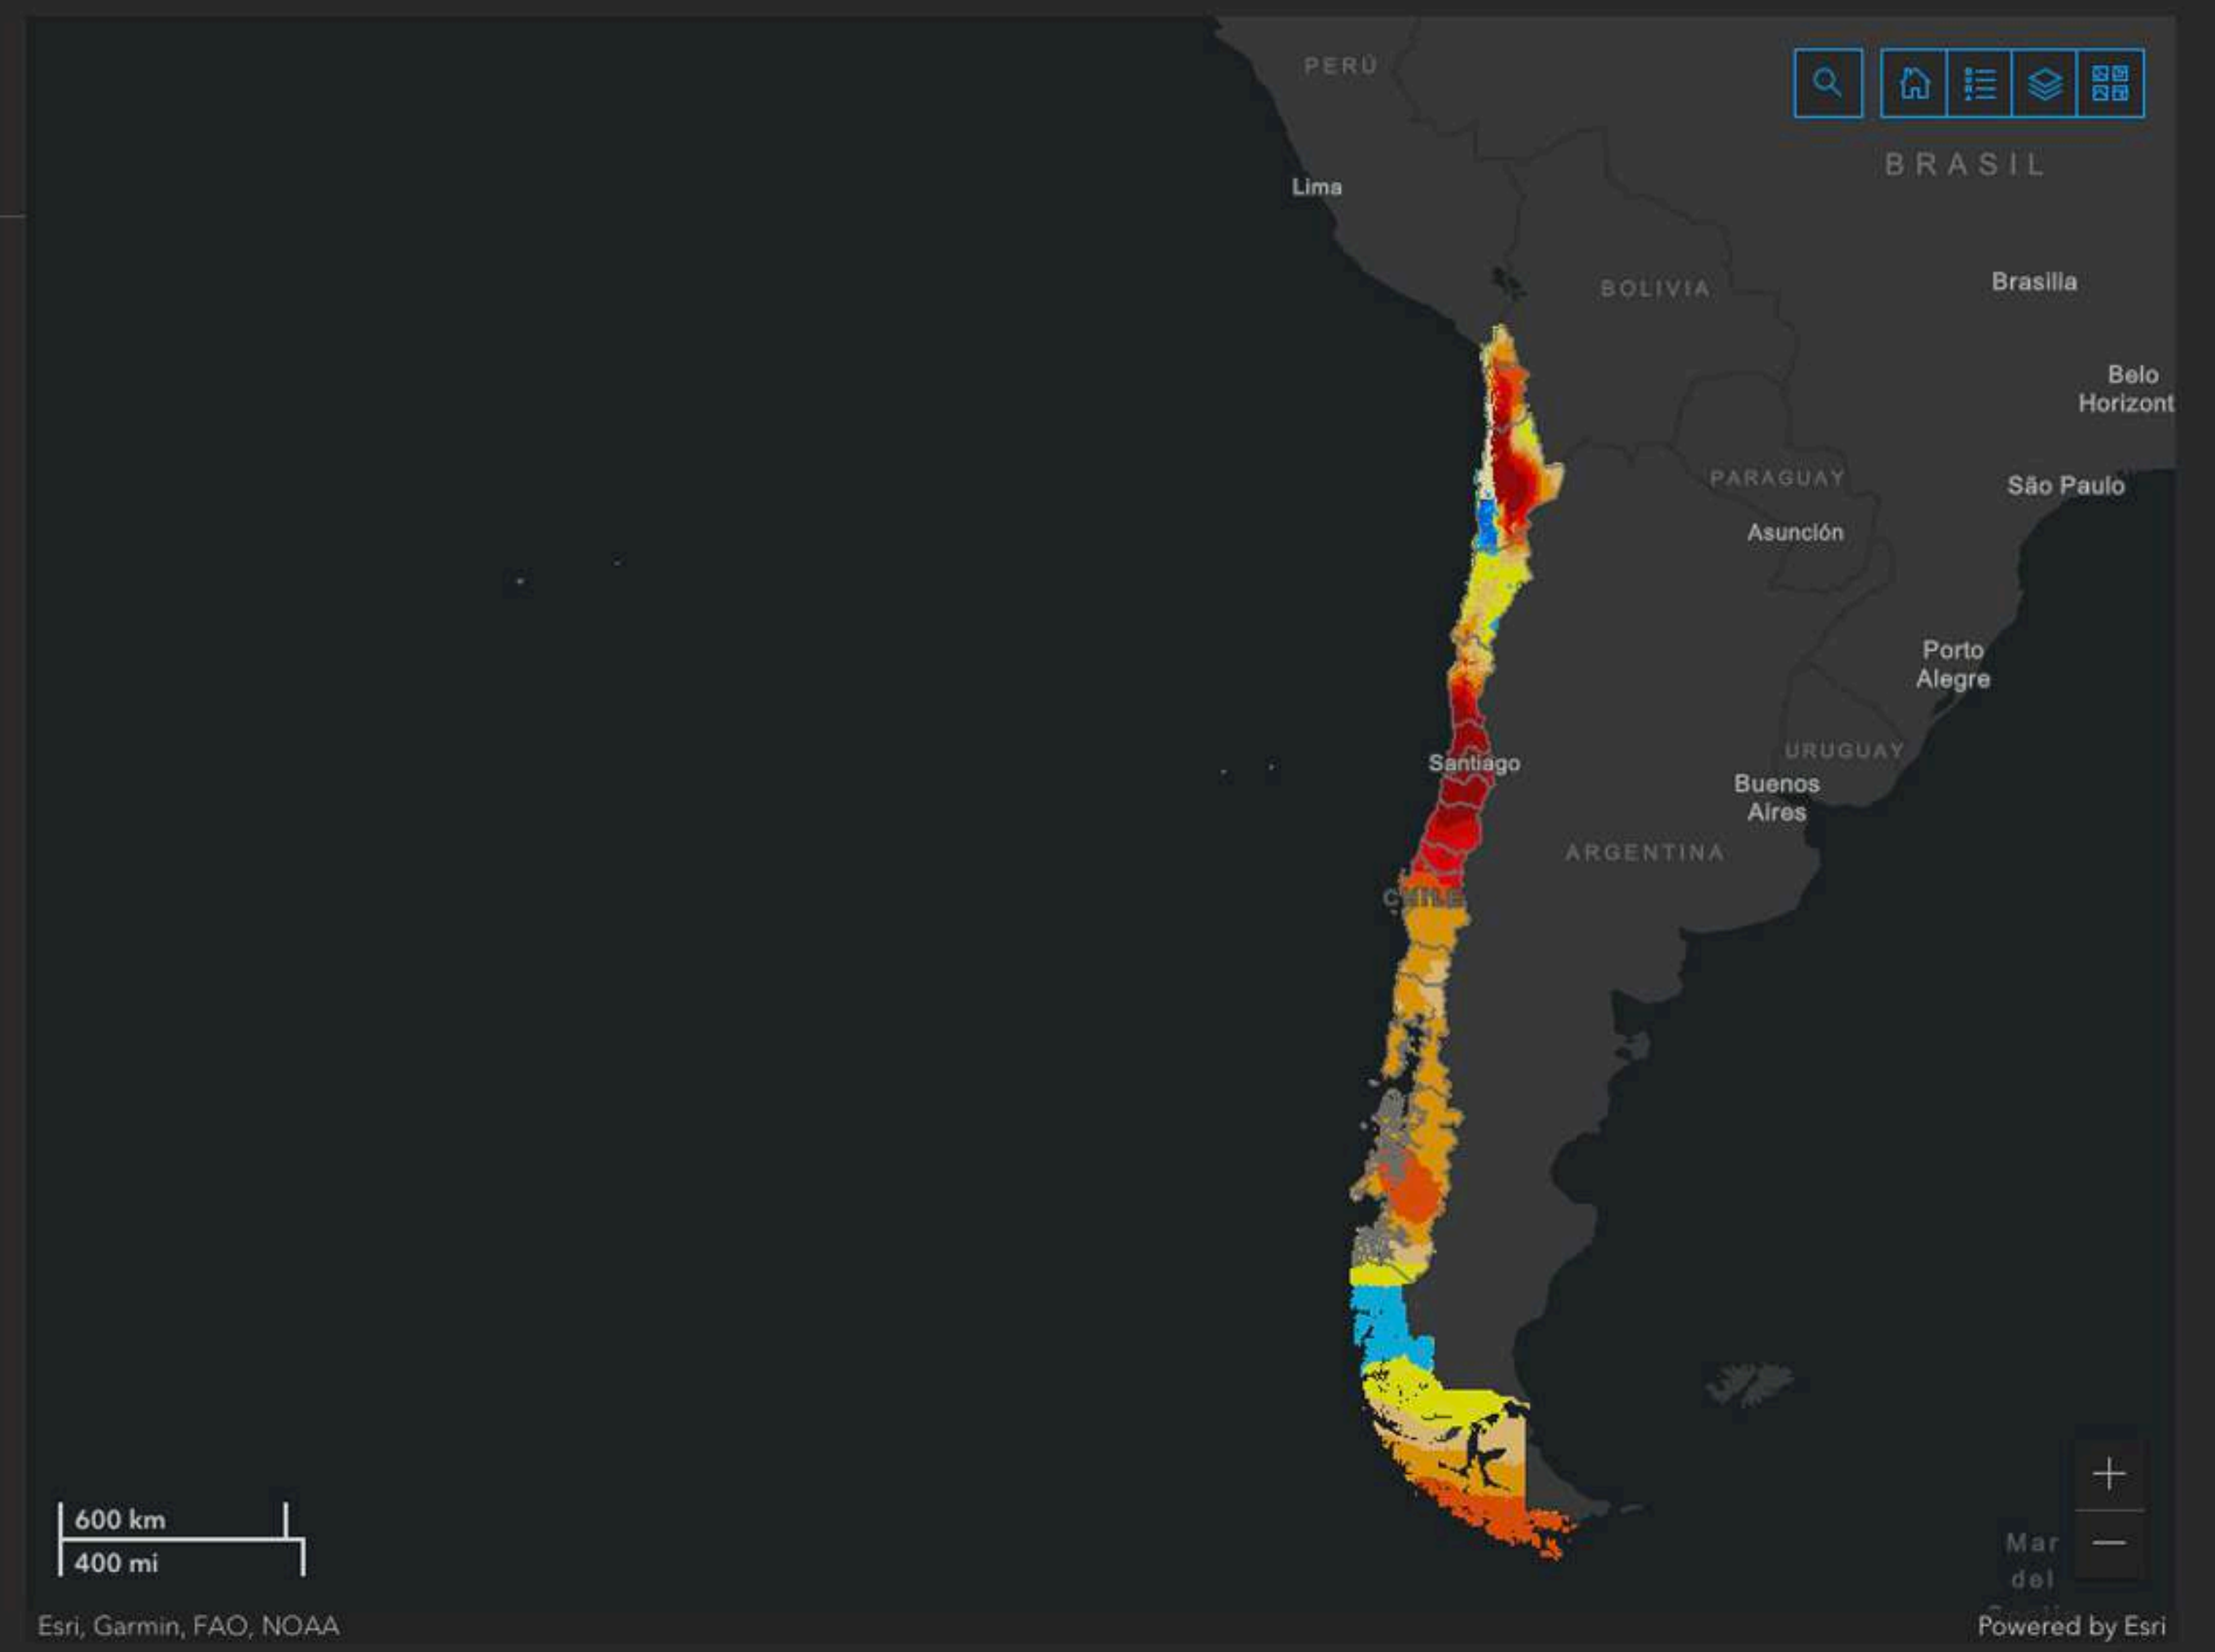 PERÚ
BRASIL
Lima
Brasilia
BOLIVIA
Belo
Horizont
PARAGUAY
São Paulo
Asunción
Porto
Alegre
URUGUAY
Santiago
Buenos
Aires
ARGENTINA
CHILE
600 km
400 mi
Mar
del
Esri, Garmin, FAO, NOAA
Powered by Esri